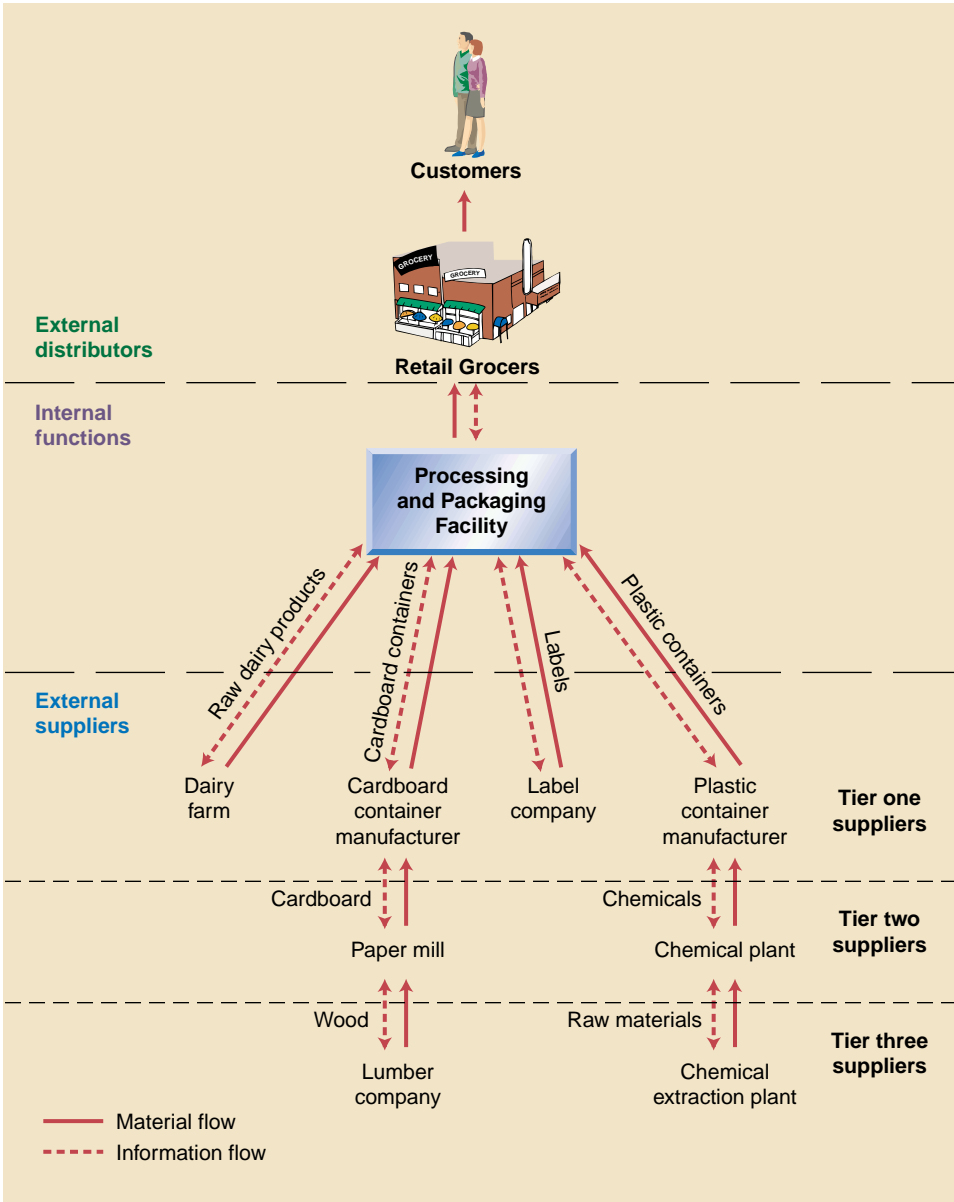 Customers
GROCERY
GROCERY
External
distributors
Retail Grocers
Internal
functions
Processing
and Packaging
Facility
Raw dairy products
Cardboard containers
Labels
Plastic containers
External
suppliers
Dairy
farm
Cardboard
container
manufacturer
Label
company
Plastic
container
manufacturer
Tier one
suppliers
Cardboard
Chemicals
Paper mill
Chemical plant
Tier two
suppliers
Wood
Raw materials
Lumber
company
Chemical
extraction plant
Tier three
suppliers
Material flow
Information flow